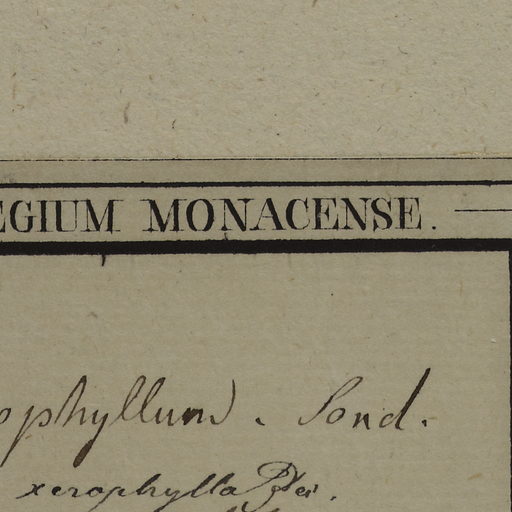 EGIUM MONACENSE.
ophyllum. Sond.
xerophylla